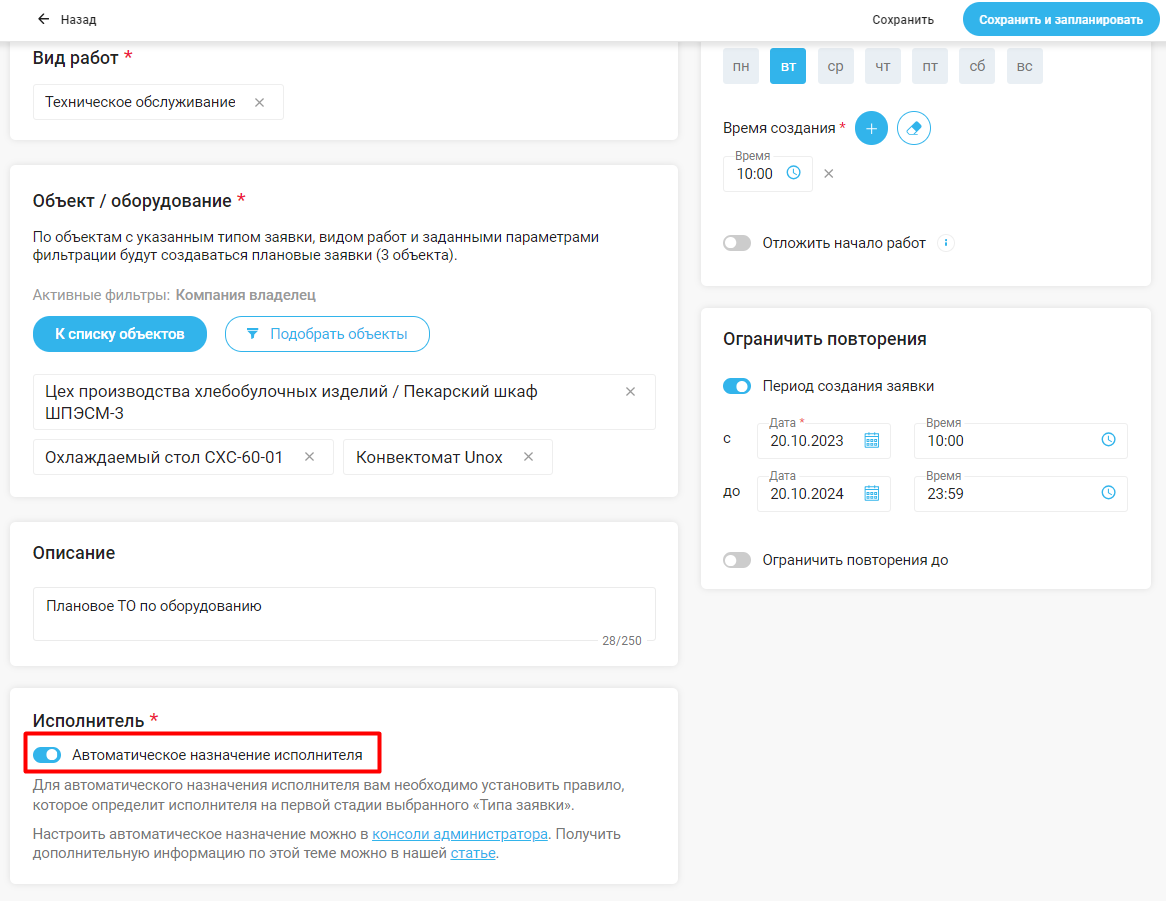 Назад
Сохранить
Сохранить и запланировать
Вид работ *
Техническое обслуживание
Объект / оборудование *
По объектам с указанным типом заявки, видом работ и заданными параметрами
фильтрации будут создаваться плановые заявки (3 объекта).
Активные фильтры: Компания владелец
К списку объектов
Подобрать объекты
Цех производства хлебобулочных изделий / Пекарский шкаф
ШПЭСМ-3
Охлаждаемый стол СХС-60-01
Конвектомат Unox
Описание
Плановое ТО по оборудованию
28/250
Исполнитель *
Автоматическое назначение исполнителя
Для автоматического назначения исполнителя вам необходимо установить правило,
которое определит исполнителя на первой стадии выбранного «Типа заявки».
Настроить автоматическое назначение можно в консоли администратора. Получить
дополнительную информацию по этой теме можно в нашей статье.
пн вт ср чт пт сб вс
Время создания *
Время
10:00
Отложить начало работ
Ограничить повторения
Период создания заявки
Дата * Время
с 20.10.2023 10:00
Дата Время
до 20.10.2024 23:59
Ограничить повторения до